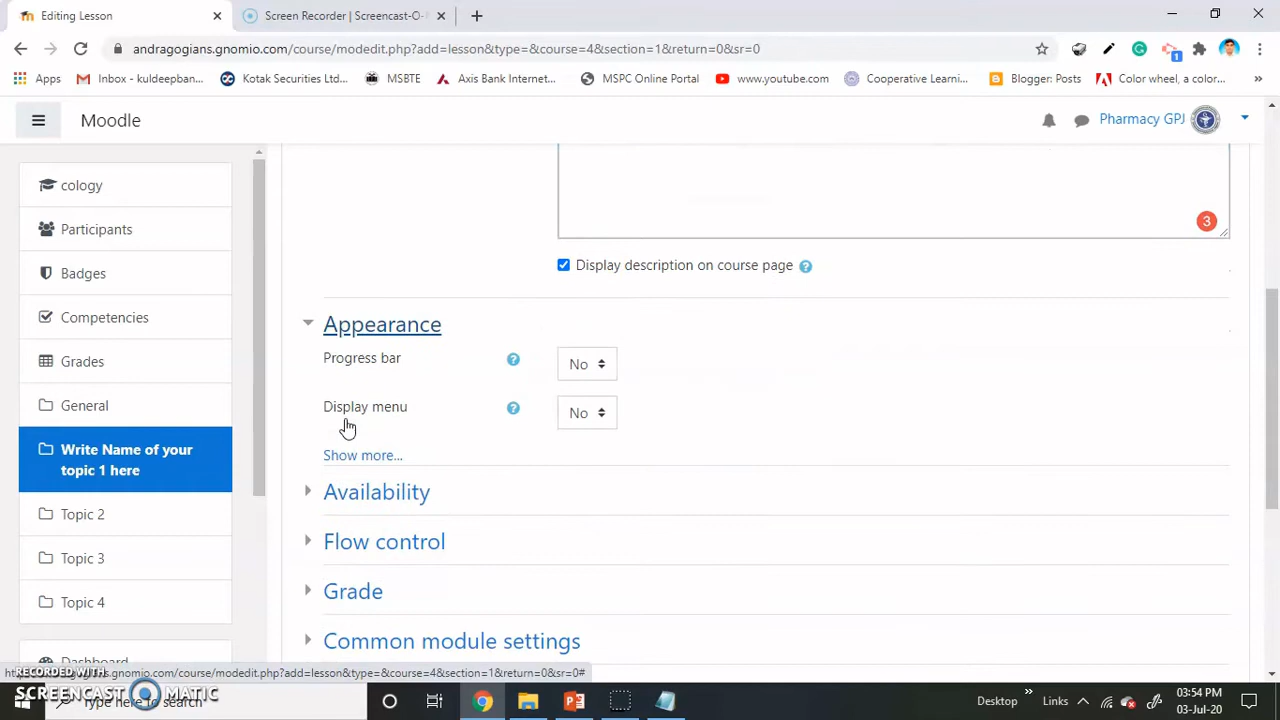 Editing Lesson
Screen Recorder | Screencast-O-
andragogians.gnomio.com/course/modedit.php?add=lesson&type=&course=4&section=1&return=0&sr=0
1
Apps
Inbox - kuldeepban...
Kotak Securities Ltd...
MSBTE
Axis Bank Internet...
MSPC Online Portal
www.youtube.com
Cooperative Learni...
Blogger: Posts
Color wheel, a color...
»
Moodle
Pharmacy GPJ
cology
Participants
Badges
Competencies
Grades
General
Write Name of your
topic 1 here
Topic 2
Topic 3
Topic 4
Dashboard
3
Display description on course page
Appearance
Progress bar
No
Display menu
No
Show more...
Availability
Flow control
Grade
Common module settings
.gnomio.com/course/modedit.php?add=lesson&type=&course=4&section=1&return=0&sr=0#
RECORDED WITH
SCREENCAST MATIC
Type here to search
Desktop
»
Links
03:54 PM
03-Jul-20